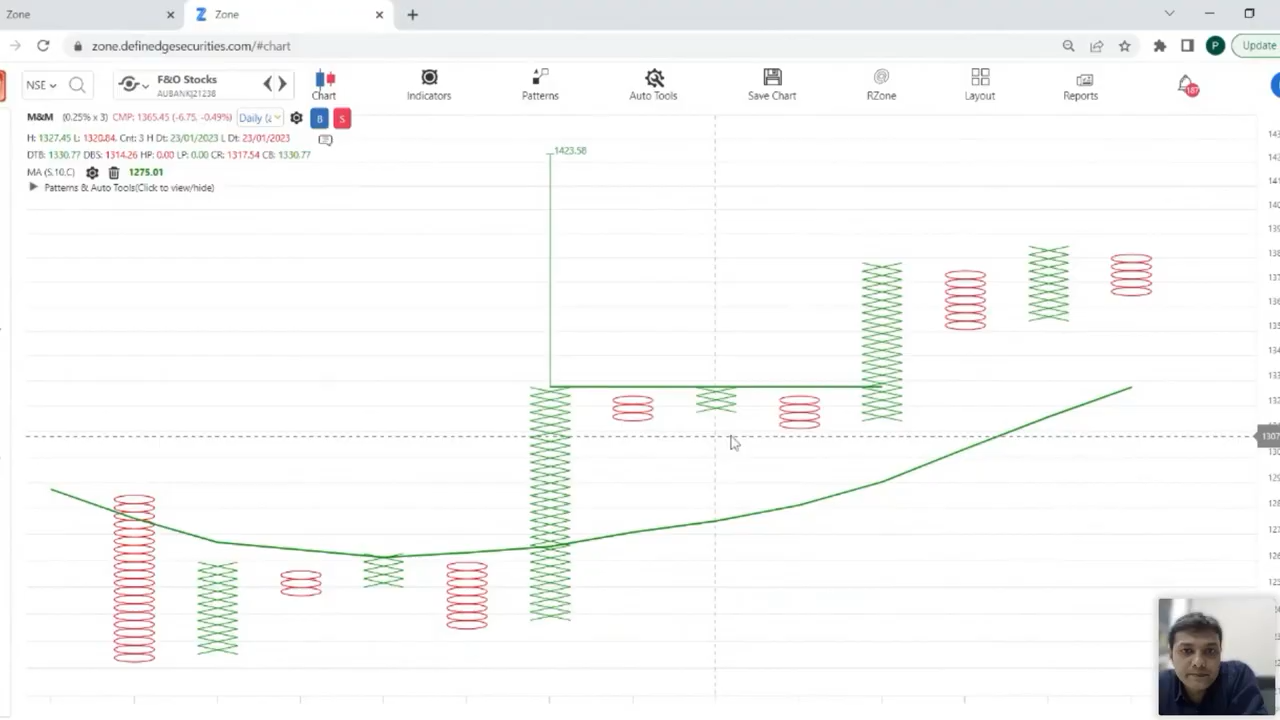 Zone
Zone
zone.definedgesecurities.com/#chart
P
Update
NSE
F&O Stocks
AUBANK|21238
Chart
Indicators
Patterns
Auto Tools
Save Chart
RZone
Layout
Reports
187
M&M (0.25% x 3) CMP: 1365.45 (-6.75, -0.49%)
B
S
H: 1327.45 L: 1320.84, Cnt: 3 H Dt: 23/01/2023 L Dt: 23/01/2023
DTB: 1330.77 DBS: 1314.26 HP: 0.00 LP: 0.00 CR: 1317.54 CB: 1330.77
MA (S,10,C) 1275.01
Patterns & Auto Tools(Click to view/hide)
1423.58